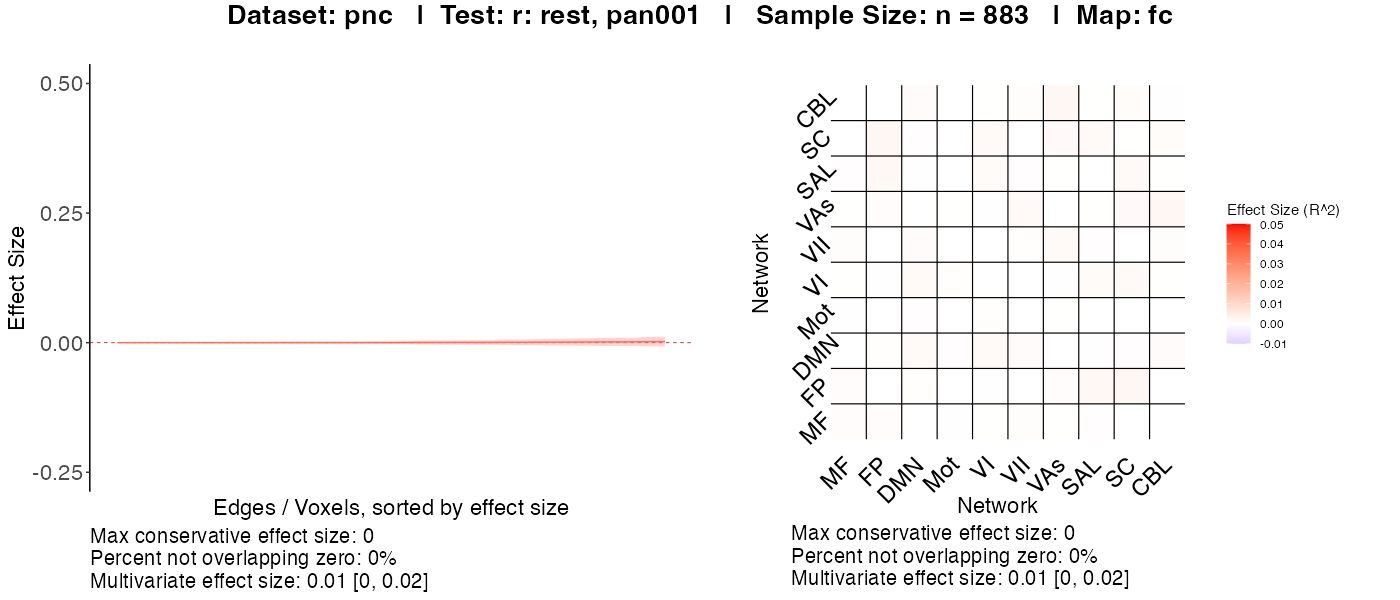 Dataset: pnc | Test: r: rest, pan001 | Sample Size: n = 883 | Map: fc
0.50
0.25
0.00
-0.25
Effect Size
Edges / Voxels, sorted by effect size
Max conservative effect size: 0
Percent not overlapping zero: 0%
Multivariate effect size: 0.01 [0, 0.02]
Network
CBL
SC
SAL
VAs
VII
VI
Mot
DMN
FP
MF
MF
FP
DMN
Mot
VI
VII
VAs
SAL
SC
CBL
Network
Max conservative effect size: 0
Percent not overlapping zero: 0%
Multivariate effect size: 0.01 [0, 0.02]
Effect Size (R^2)
0.05
0.04
0.03
0.02
0.01
0.00
-0.01